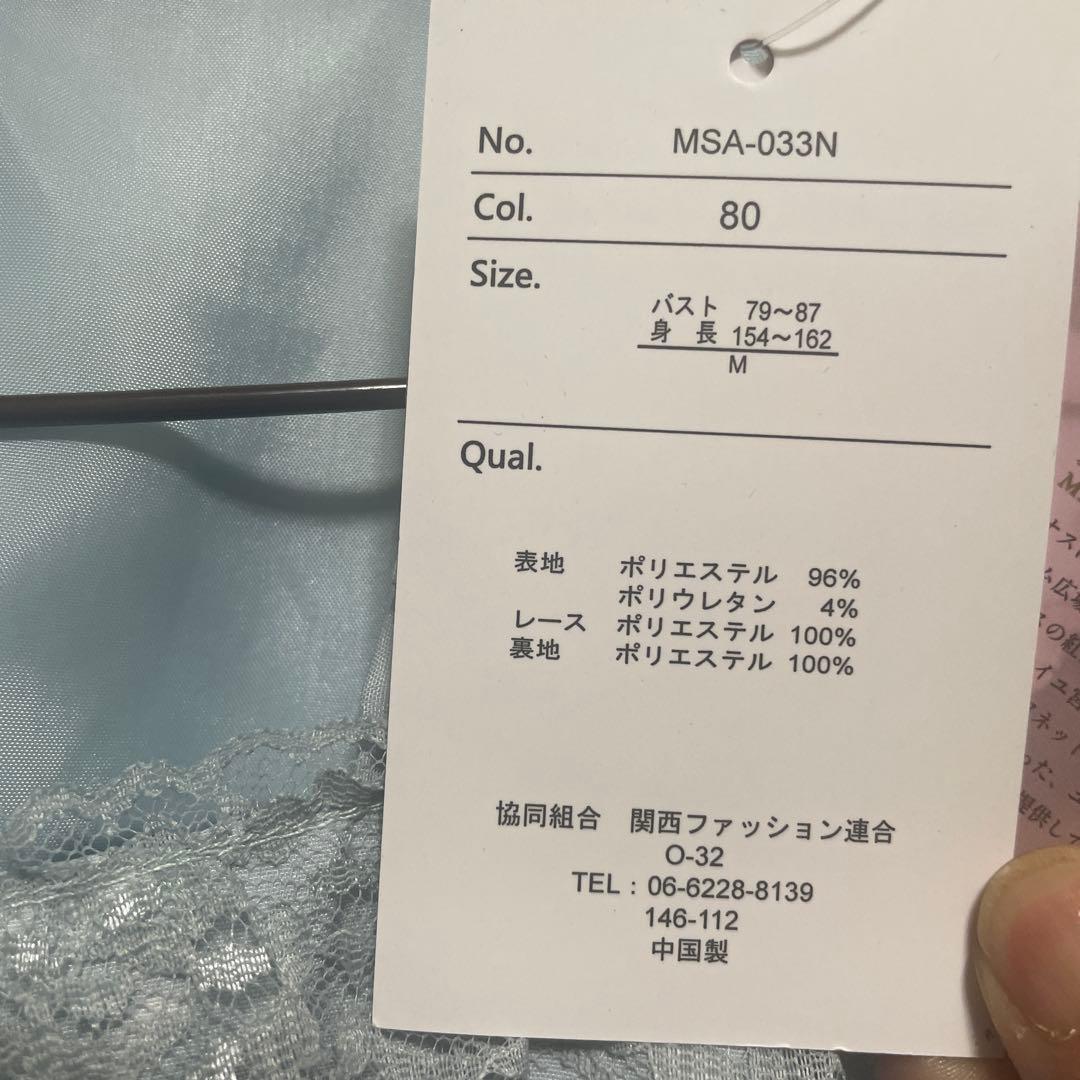 No. MSA-033N
Col. 80
Size.
バスト 79〜87
身 長 154〜162
M
Qual.
表地 ポリエステル 96%
ポリウレタン 4%
レース ポリエステル 100%
裏地 ポリエステル 100%
協同組合 関西ファッション連合
O-32
TEL : 06-6228-8139
146-112
中国製